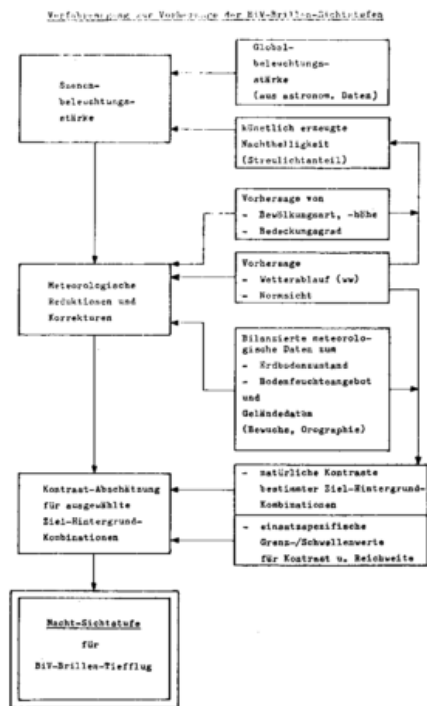 Verfahrensgang zur Vorhersage der BiV-Brillen-Sichtstufen
Global-
beleuchtungs-
stärke
(aus astronom. Daten)
Szenen-
beleuchtungs-
stärke
künstlich erzeugte
Nachthelligkeit
(Streulichtanteil)
Vorhersage von
- Bewölkungsart, -höhe
- Bedeckungsgrad
Meteorologische
Reduktionen und
Korrekturen
Vorhersage
- Wetterablauf (ww)
- Normsicht
Bilanzierte meteorolo-
gische Daten zum
- Erdbodenzustand
- Bodenfeuchteangebot
und
Geländedatum
(Bewuchs, Orographie)
Kontrast-Abschätzung
für ausgewählte
Ziel-Hintergrund-
Kombinationen
- natürliche Kontraste
bestimmter Ziel-Hintergrund-
Kombinationen
- einsatzspezifische
Grenz-/Schwellenwerte
für Kontrast u. Reichweite
Nacht-Sichtstufe
für
BiV-Brillen-Tiefflug